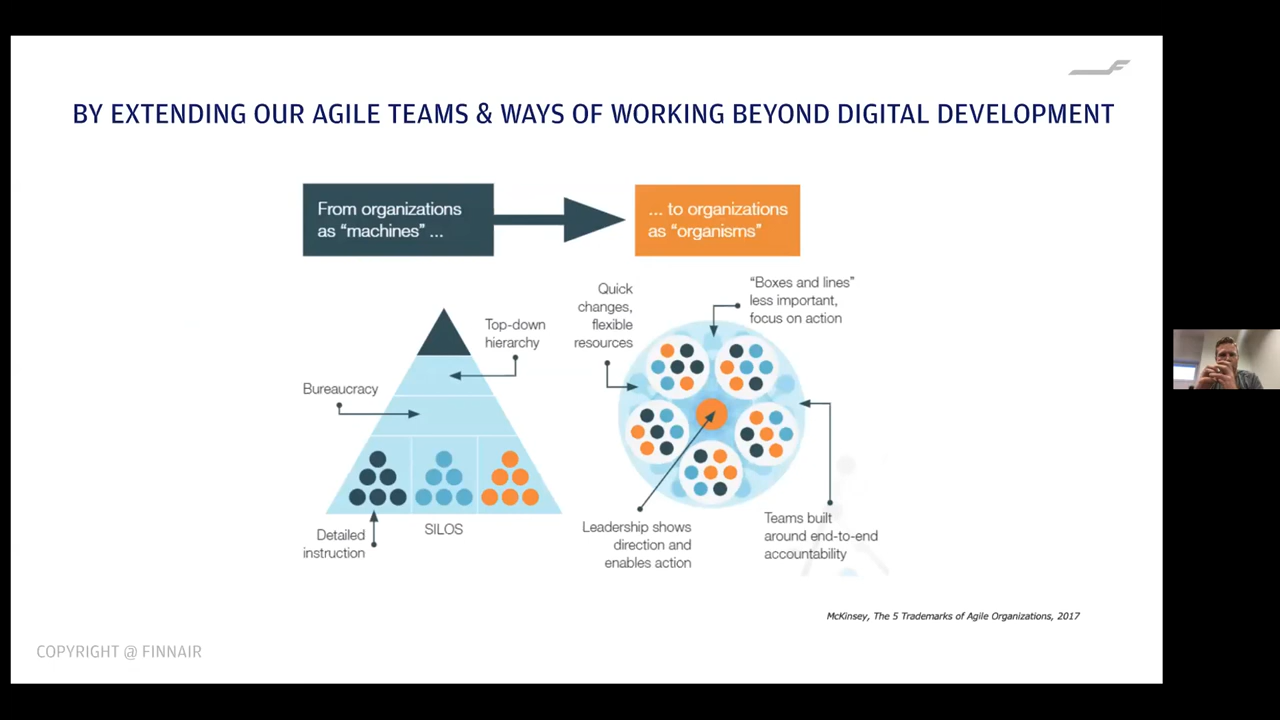 BY EXTENDING OUR AGILE TEAMS & WAYS OF WORKING BEYOND DIGITAL DEVELOPMENT
From organizations
as “machines” ...
... to organizations
as “organisms”
Top-down
hierarchy
Bureaucracy
Detailed
instruction
SILOS
Quick
changes,
flexible
resources
“Boxes and lines”
less important,
focus on action
Leadership shows
direction and
enables action
Teams built
around end-to-end
accountability
McKinsey, The 5 Trademarks of Agile Organizations, 2017
COPYRIGHT @ FINNAIR